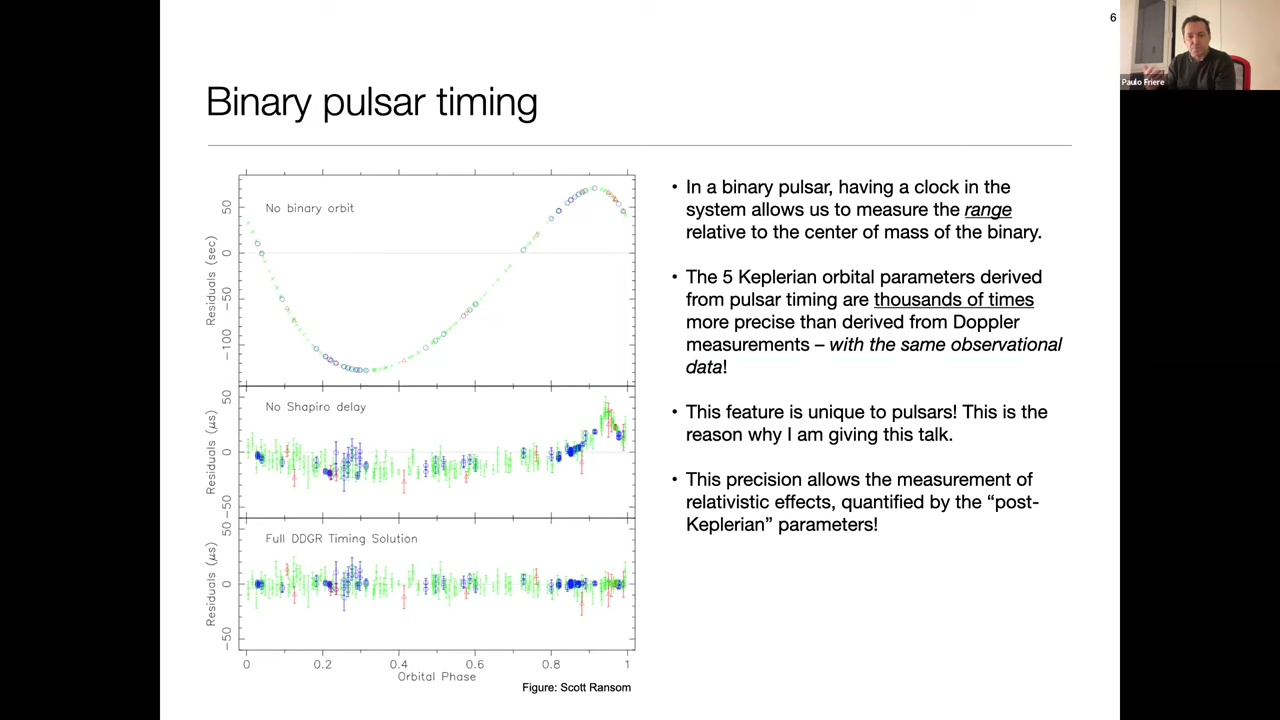 6
Paulo Friere
Binary pulsar timing
No binary orbit
Residuals (sec)
50
0
−50
−100
No Shapiro delay
Residuals (μs)
50
0
−50
Full DDGR Timing Solution
Residuals (μs)
50
0
−50
0 0.2 0.4 0.6 0.8 1
Orbital Phase
Figure: Scott Ransom
• In a binary pulsar, having a clock in the
system allows us to measure the range
relative to the center of mass of the binary.
• The 5 Keplerian orbital parameters derived
from pulsar timing are thousands of times
more precise than derived from Doppler
measurements – with the same observational
data!
• This feature is unique to pulsars! This is the
reason why I am giving this talk.
• This precision allows the measurement of
relativistic effects, quantified by the “post-
Keplerian” parameters!